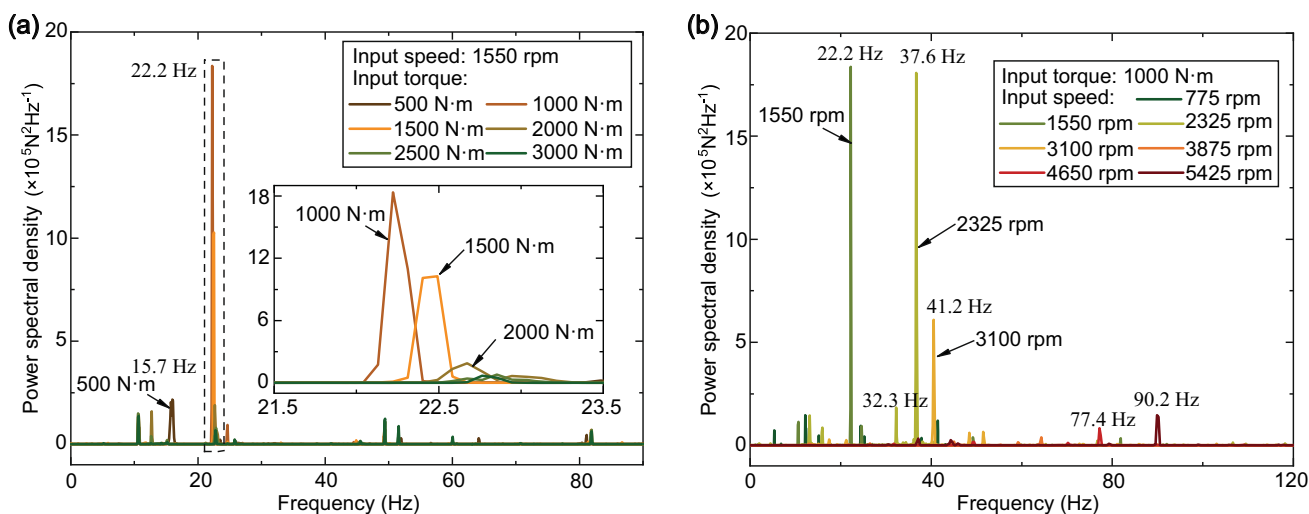 (a)
Power spectral density (×10⁵N²Hz⁻¹)
20
15
10
5
0
0 20 40 60 80
Frequency (Hz)
22.2 Hz
15.7 Hz
500 N·m
Input speed: 1550 rpm
Input torque:
500 N·m 1000 N·m
1500 N·m 2000 N·m
2500 N·m 3000 N·m
18
12
6
0
21.5 22.5 23.5
1000 N·m
1500 N·m
2000 N·m
(b)
Power spectral density (×10⁵N²Hz⁻¹)
20
15
10
5
0
0 40 80 120
Frequency (Hz)
22.2 Hz
37.6 Hz
1550 rpm
2325 rpm
41.2 Hz
3100 rpm
32.3 Hz
77.4 Hz
90.2 Hz
Input torque: 1000 N·m
Input speed: 775 rpm
1550 rpm 2325 rpm
3100 rpm 3875 rpm
4650 rpm 5425 rpm